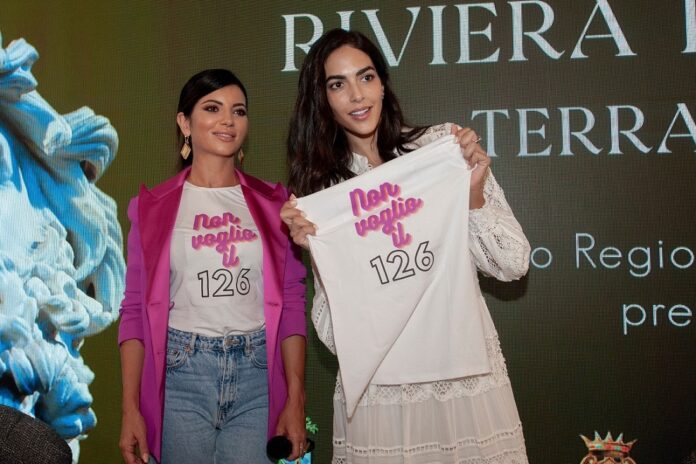 RIVIERA
TERRA
o Regio
pre
Non
voglio
il
126
Non
voglio
il
126